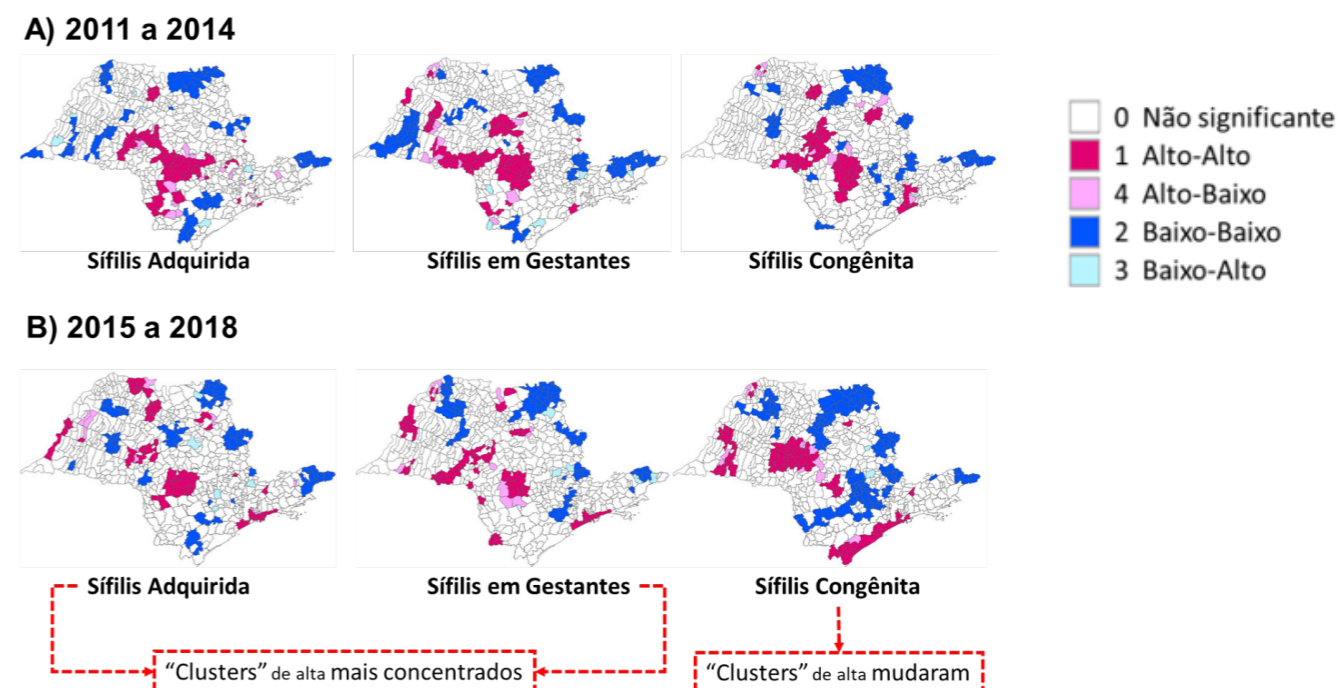 A) 2011 a 2014
0 Não significante
1 Alto-Alto
4 Alto-Baixo
2 Baixo-Baixo
3 Baixo-Alto
Sífilis Adquirida
Sífilis em Gestantes
Sífilis Congênita
B) 2015 a 2018
Sífilis Adquirida
Sífilis em Gestantes
Sífilis Congênita
“Clusters” de alta mais concentrados
“Clusters” de alta mudaram